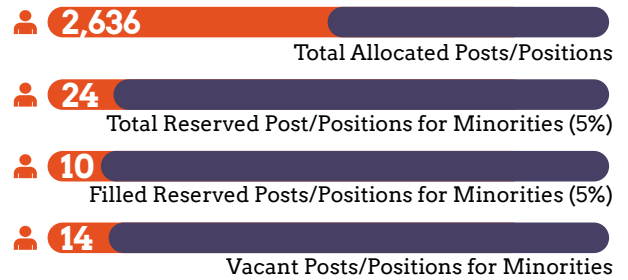 2,636
Total Allocated Posts/Positions
24
Total Reserved Post/Positions for Minorities (5%)
10
Filled Reserved Posts/Positions for Minorities (5%)
14
Vacant Posts/Positions for Minorities